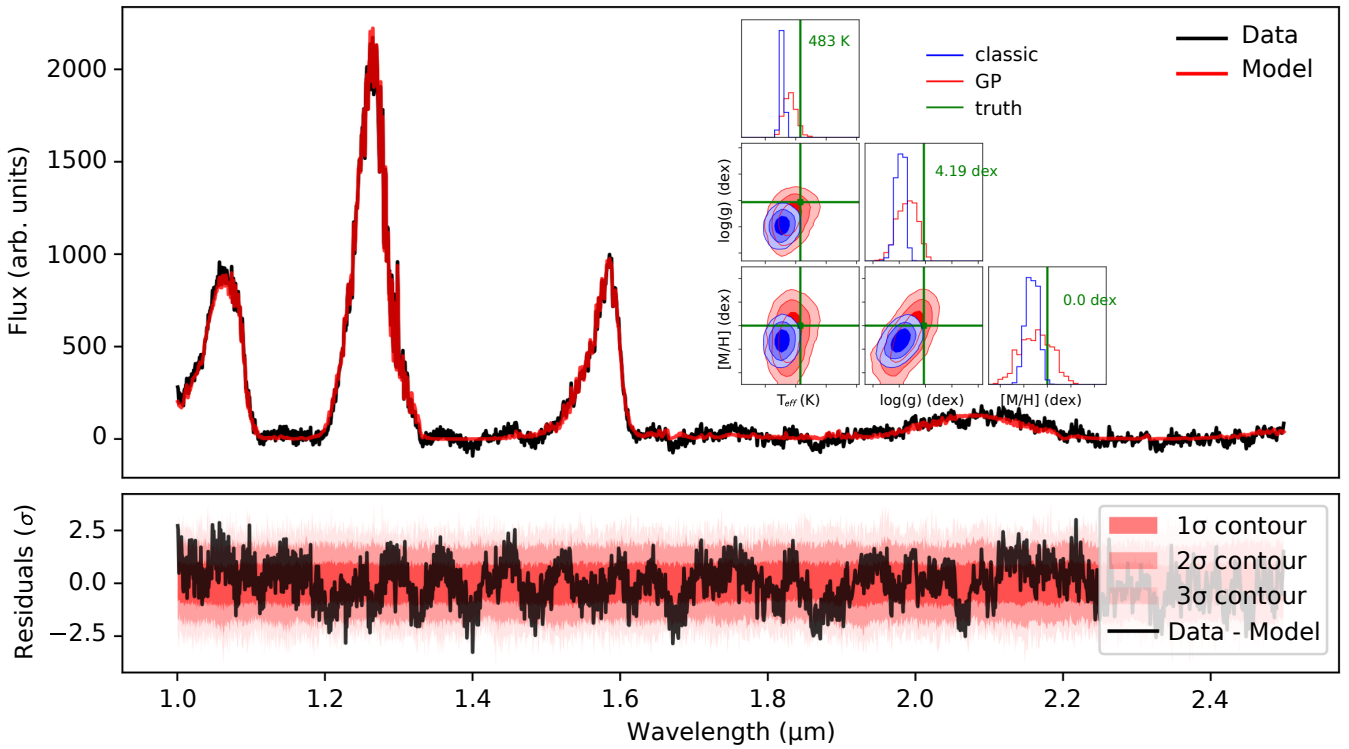 Flux (arb. units)
2000
1500
1000
500
0
Data
Model
classic
GP
truth
483 K
log(g) (dex)
4.19 dex
[M/H] (dex)
0.0 dex
T_eff (K)
log(g) (dex)
[M/H] (dex)
Residuals (σ)
2.5
0.0
−2.5
1σ contour
2σ contour
3σ contour
Data - Model
1.0 1.2 1.4 1.6 1.8 2.0 2.2 2.4
Wavelength (μm)